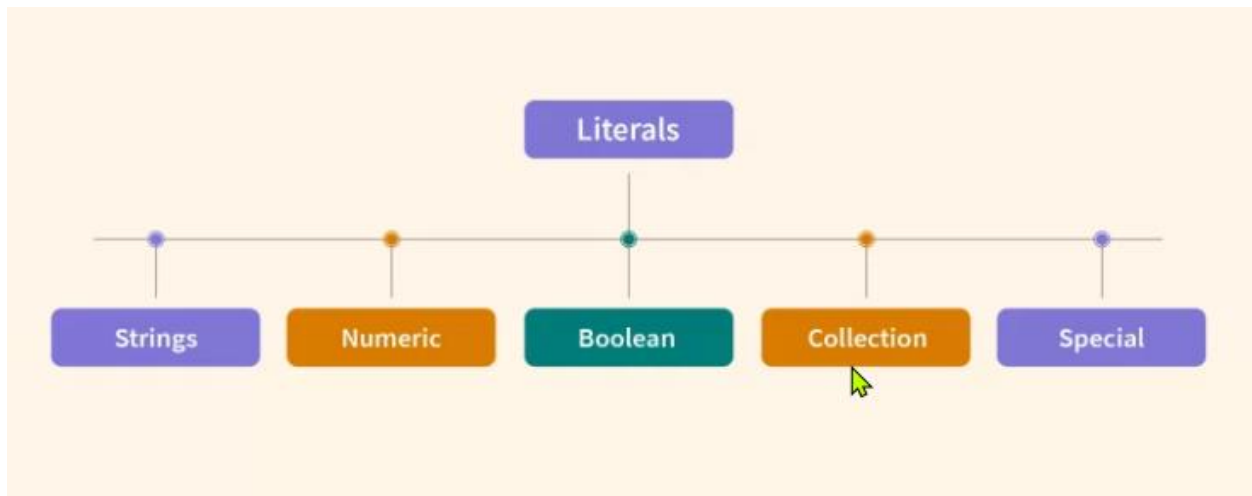 Literals
Strings
Numeric
Boolean
Collection
Special